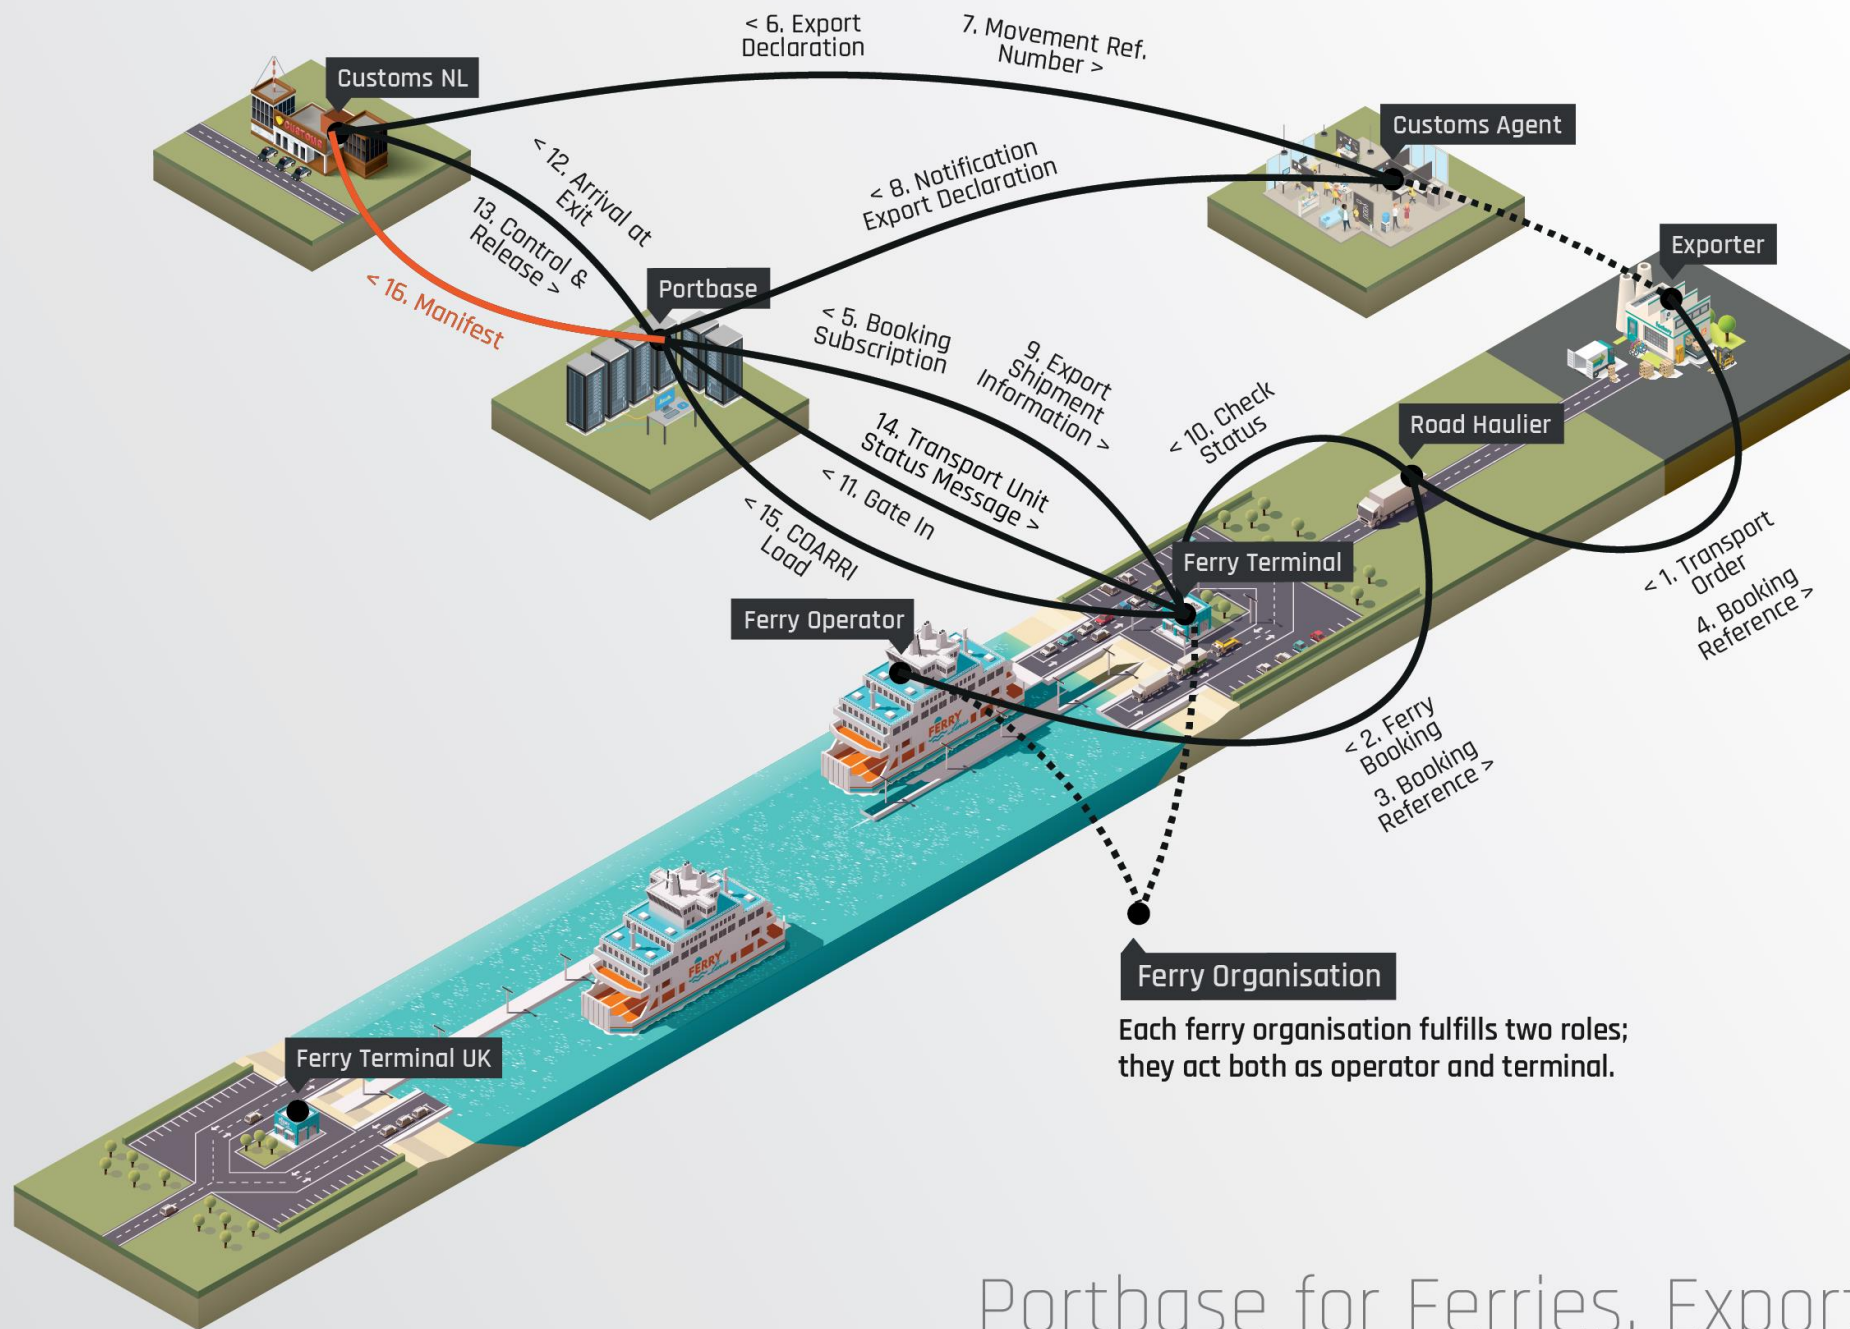 < 6. Export
Declaration
7. Movement Ref.
Number >
Customs NL
CUSTOMS
Customs Agent
< 12. Arrival at
Exit
13. Control &
Release >
< 8. Notification
Export Declaration
Exporter
< 16. Manifest
Portbase
< 5. Booking
Subscription
9. Export
Shipment
Information >
14. Transport Unit
Status Message >
< 11. Gate In
< 15. COARRI
Load
< 10. Check
Status
Road Haulier
< 1. Transport
Order
4. Booking
Reference >
Ferry Terminal
Ferry Operator
FERRY
< 2. Ferry
Booking
3. Booking
Reference >
FERRY
Ferry Organisation
Each ferry organisation fulfills two roles;
they act both as operator and terminal.
Ferry Terminal UK
Portbase for Ferries, Export